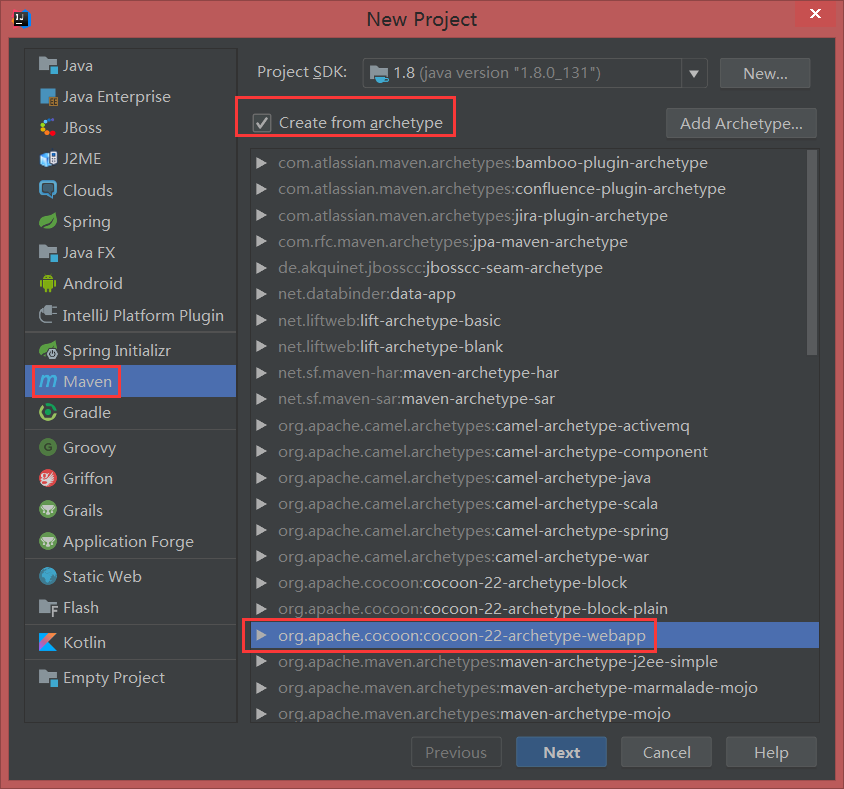 New Project
Java
Java Enterprise
JBoss
J2ME
Clouds
Spring
Java FX
Android
IntelliJ Platform Plugin
Spring Initializr
Maven
Gradle
Groovy
Griffon
Grails
Application Forge
Static Web
Flash
Kotlin
Empty Project
Project SDK: 1.8 (java version "1.8.0_131") New...
Create from archetype Add Archetype...
com.atlassian.maven.archetypes:bamboo-plugin-archetype
com.atlassian.maven.archetypes:confluence-plugin-archetype
com.atlassian.maven.archetypes:jira-plugin-archetype
com.rfc.maven.archetypes:jpa-maven-archetype
de.akquinet.jbosscc:jbosscc-seam-archetype
net.databinder:data-app
net.liftweb:lift-archetype-basic
net.liftweb:lift-archetype-blank
net.sf.maven-har:maven-archetype-har
net.sf.maven-sar:maven-archetype-sar
org.apache.camel.archetypes:camel-archetype-activemq
org.apache.camel.archetypes:camel-archetype-component
org.apache.camel.archetypes:camel-archetype-java
org.apache.camel.archetypes:camel-archetype-scala
org.apache.camel.archetypes:camel-archetype-spring
org.apache.camel.archetypes:camel-archetype-war
org.apache.cocoon:cocoon-22-archetype-block
org.apache.cocoon:cocoon-22-archetype-block-plain
org.apache.cocoon:cocoon-22-archetype-webapp
org.apache.maven.archetypes:maven-archetype-j2ee-simple
org.apache.maven.archetypes:maven-archetype-marmalade-mojo
org.apache.maven.archetypes:maven-archetype-mojo
Previous Next Cancel Help